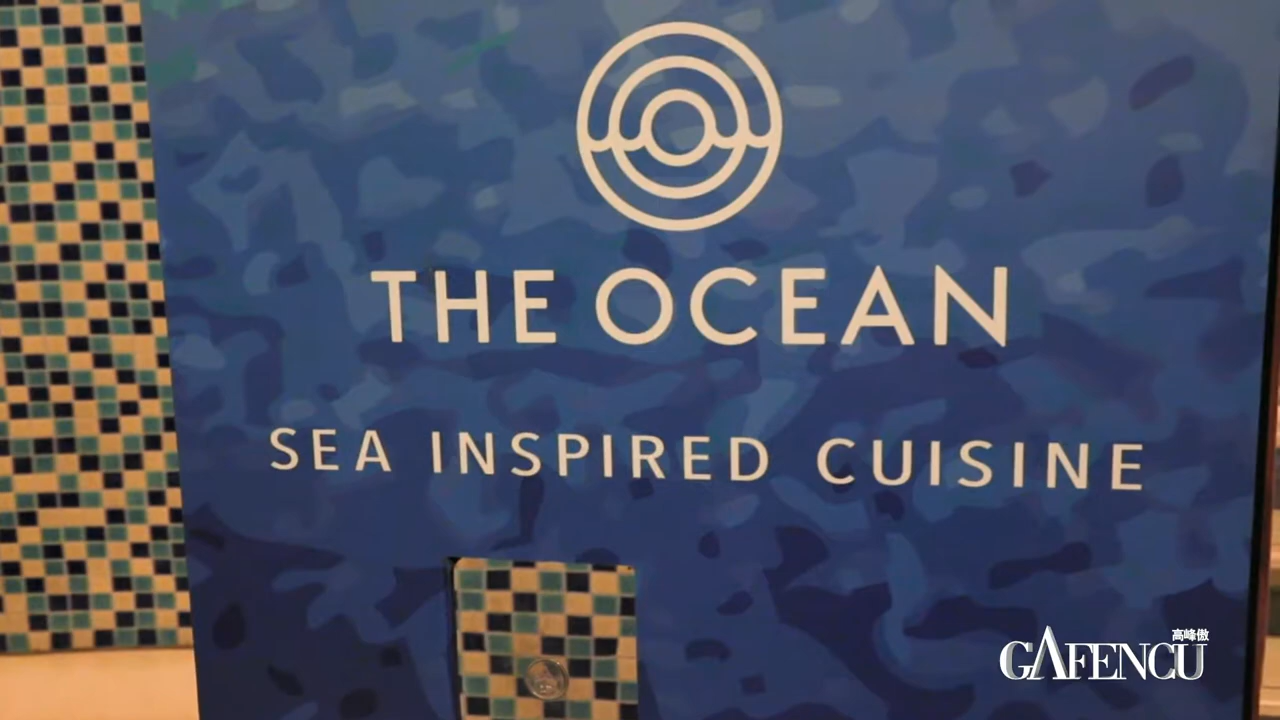 THE OCEAN
SEA INSPIRED CUISINE
高峰傲
GAFENCU